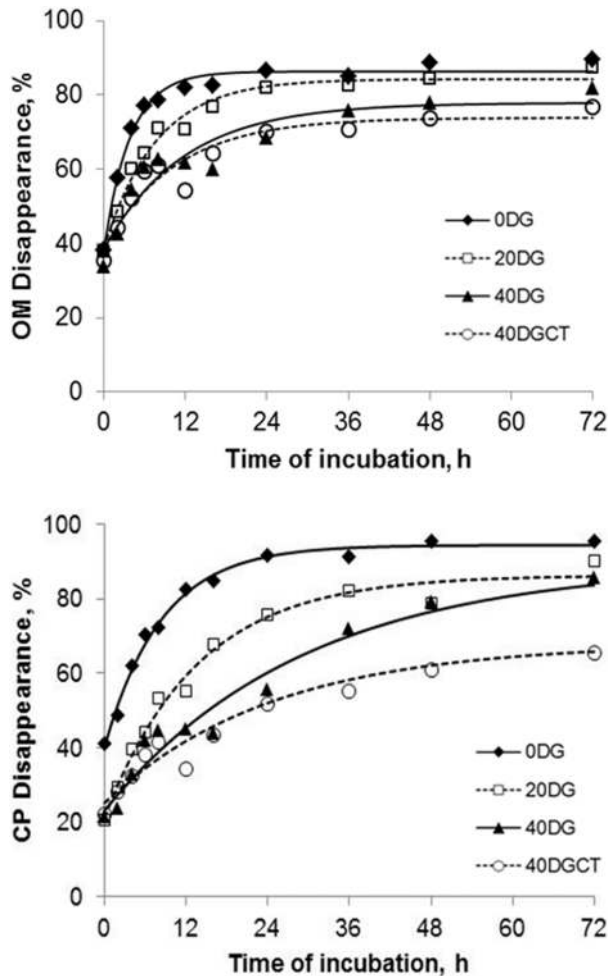 OM Disappearance, %
100
80
60
40
20
0
0DG
20DG
40DG
40DGCT
0 12 24 36 48 60 72
Time of incubation, h
CP Disappearance, %
100
80
60
40
20
0
0DG
20DG
40DG
40DGCT
0 12 24 36 48 60 72
Time of incubation, h